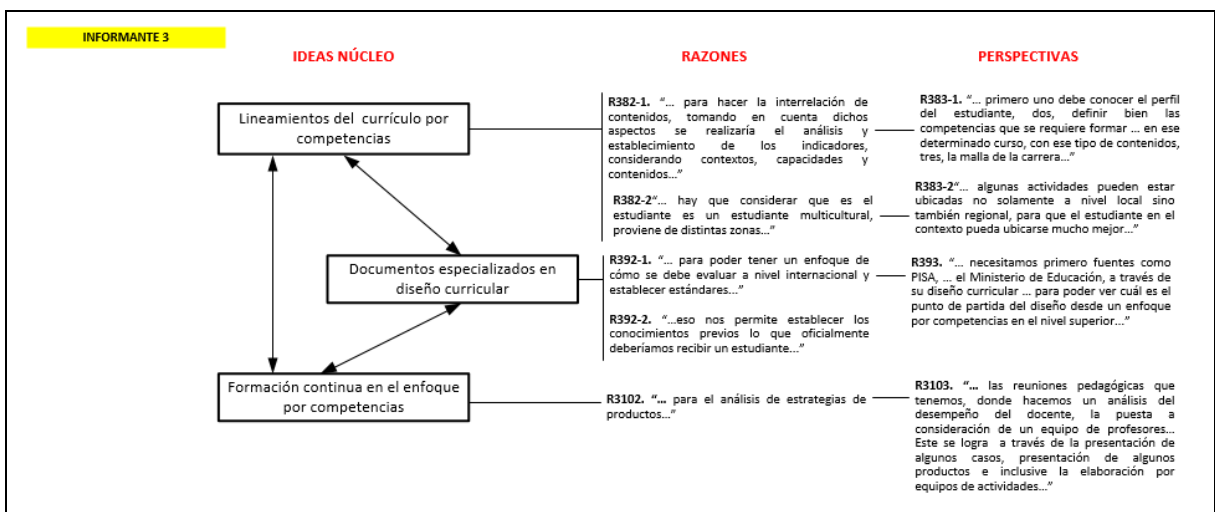 INFORMANTE 3
IDEAS NÚCLEO
RAZONES
PERSPECTIVAS
Lineamientos del currículo por
competencias
R382-1. “… para hacer la interrelación de
contenidos, tomando en cuenta dichos
aspectos se realizaría el análisis y
establecimiento de los indicadores,
considerando contextos, capacidades y
contenidos…”
R383-1. “… primero uno debe conocer el perfil
del estudiante, dos, definir bien las
competencias que se requiere formar … en ese
determinado curso, con ese tipo de contenidos,
tres, la malla de la carrera…”
R382-2“… hay que considerar que es el
estudiante es un estudiante multicultural,
proviene de distintas zonas…”
R383-2“… algunas actividades pueden estar
ubicadas no solamente a nivel local sino
también regional, para que el estudiante en el
contexto pueda ubicarse mucho mejor…”
Documentos especializados en
diseño curricular
R392-1. “… para poder tener un enfoque de
cómo se debe evaluar a nivel internacional y
establecer estándares…”
R392-2. “…eso nos permite establecer los
conocimientos previos lo que oficialmente
deberíamos recibir un estudiante…”
R393. “… necesitamos primero fuentes como
PISA, … el Ministerio de Educación, a través de
su diseño curricular … para poder ver cuál es el
punto de partida del diseño desde un enfoque
por competencias en el nivel superior…”
Formación continua en el enfoque
por competencias
R3102. “… para el análisis de estrategias de
productos…”
R3103. “… las reuniones pedagógicas que
tenemos, donde hacemos un análisis del
desempeño del docente, la puesta a
consideración de un equipo de profesores…
Este se logra a través de la presentación de
algunos casos, presentación de algunos
productos e inclusive la elaboración por
equipos de actividades…”